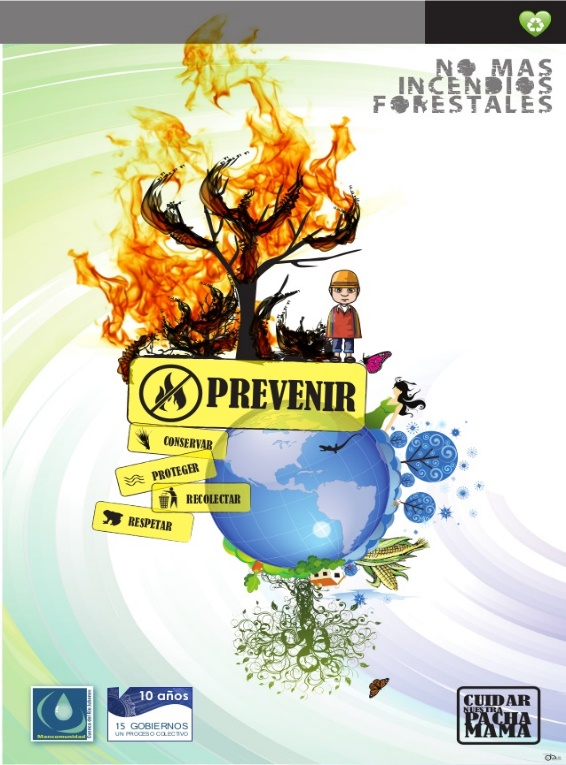 NO MAS
INCENDIOS
FORESTALES
PREVENIR
CONSERVAR
PROTEGER
RECOLECTAR
RESPETAR
Mancomunidad
10 años
15 GOBIERNOS
UN PROCESO COLECTIVO
CUIDAR
NUESTRA
PACHA
MAMA